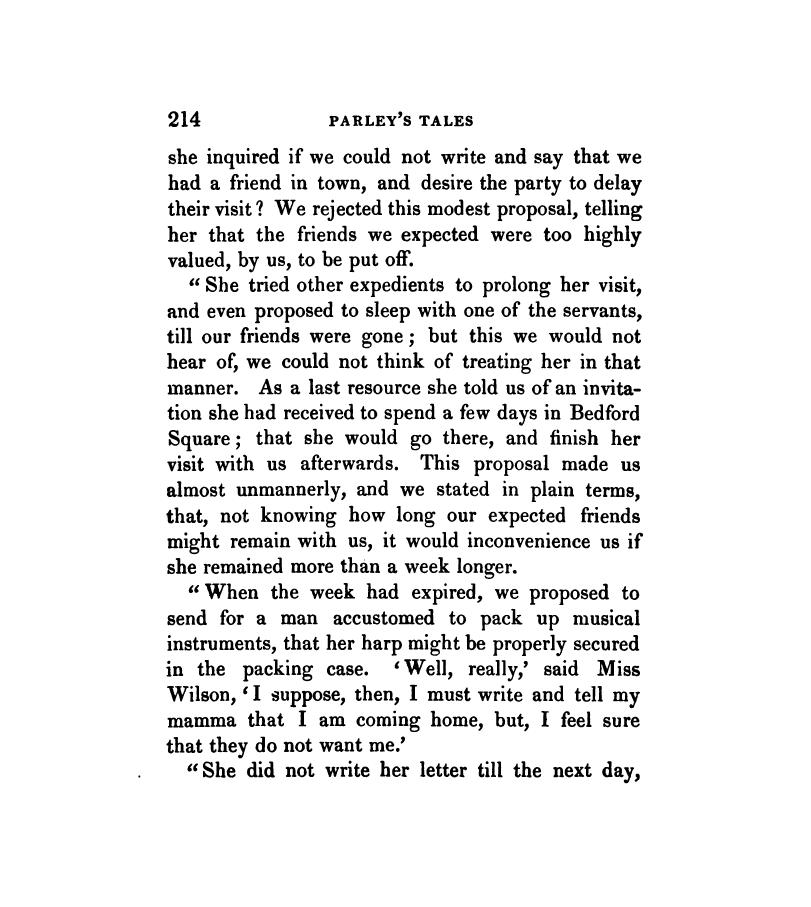 214 PARLEY'S TALES
she inquired if we could not write and say that we
had a friend in town, and desire the party to delay
their visit? We rejected this modest proposal, telling
her that the friends we expected were too highly
valued, by us, to be put off.
"She tried other expedients to prolong her visit,
and even proposed to sleep with one of the servants,
till our friends were gone; but this we would not
hear of, we could not think of treating her in that
manner. As a last resource she told us of an invita-
tion she had received to spend a few days in Bedford
Square; that she would go there, and finish her
visit with us afterwards. This proposal made us
almost unmannerly, and we stated in plain terms,
that, not knowing how long our expected friends
might remain with us, it would inconvenience us if
she remained more than a week longer.
"When the week had expired, we proposed to
send for a man accustomed to pack up musical
instruments, that her harp might be properly secured
in the packing case. 'Well, really,' said Miss
Wilson, 'I suppose, then, I must write and tell my
mamma that I am coming home, but, I feel sure
that they do not want me.'
"She did not write her letter till the next day,